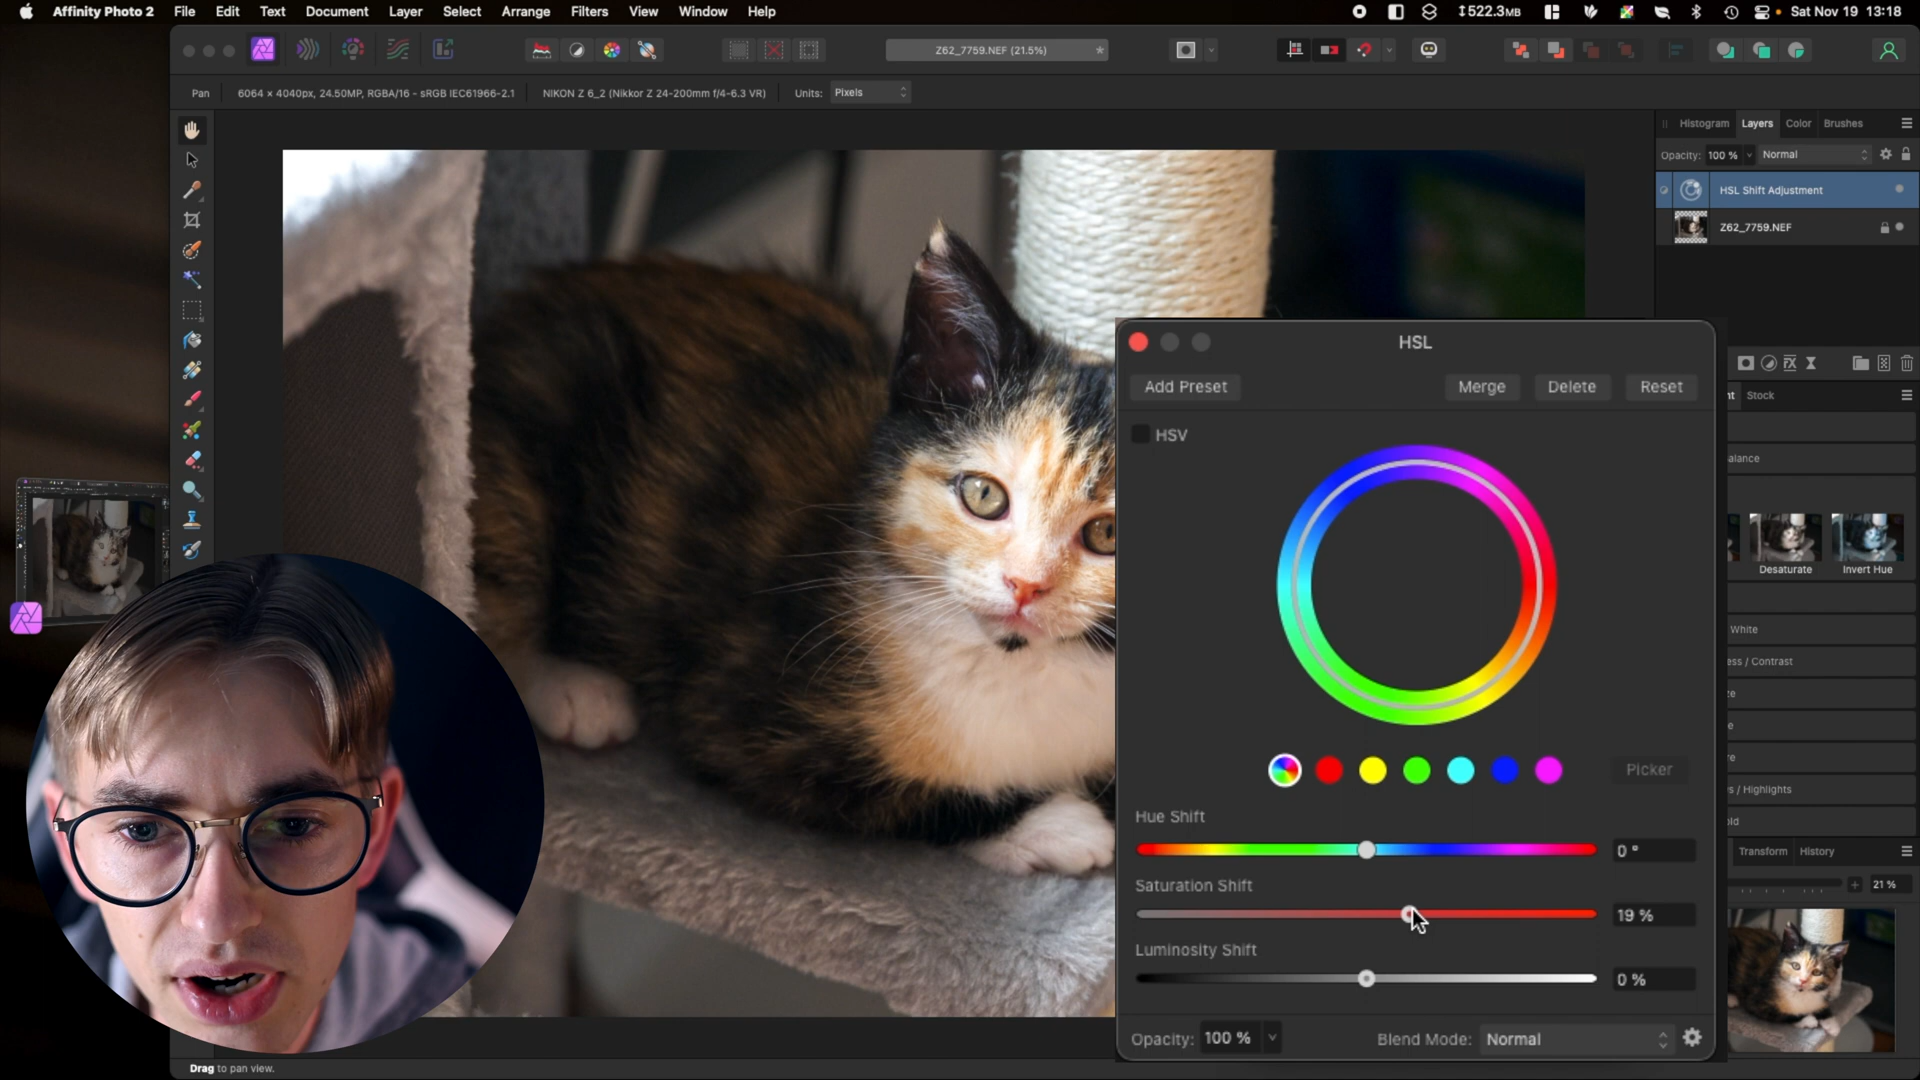 Affinity Photo 2 File Edit Text Document Layer Select Arrange Filters View Window Help
522.3MB Sat Nov 19 13:18
Z62_7759.NEF (21.5%) *
Pan 6064 × 4040px, 24.50MP, RGBA/16 - sRGB IEC61966-2.1 NIKON Z 6_2 (Nikkor Z 24-200mm f/4-6.3 VR) Units: Pixels
Histogram Layers Color Brushes
Opacity: 100 % Normal
HSL Shift Adjustment
Z62_7759.NEF
HSL
Add Preset Merge Delete Reset
HSV
Picker
Hue Shift
0 °
Saturation Shift
19 %
Luminosity Shift
0 %
Opacity: 100 % Blend Mode: Normal
nt Stock
alance
Desaturate Invert Hue
White
ess / Contrast
ze
e
re
s / Highlights
old
Transform History
21 %
Drag to pan view.